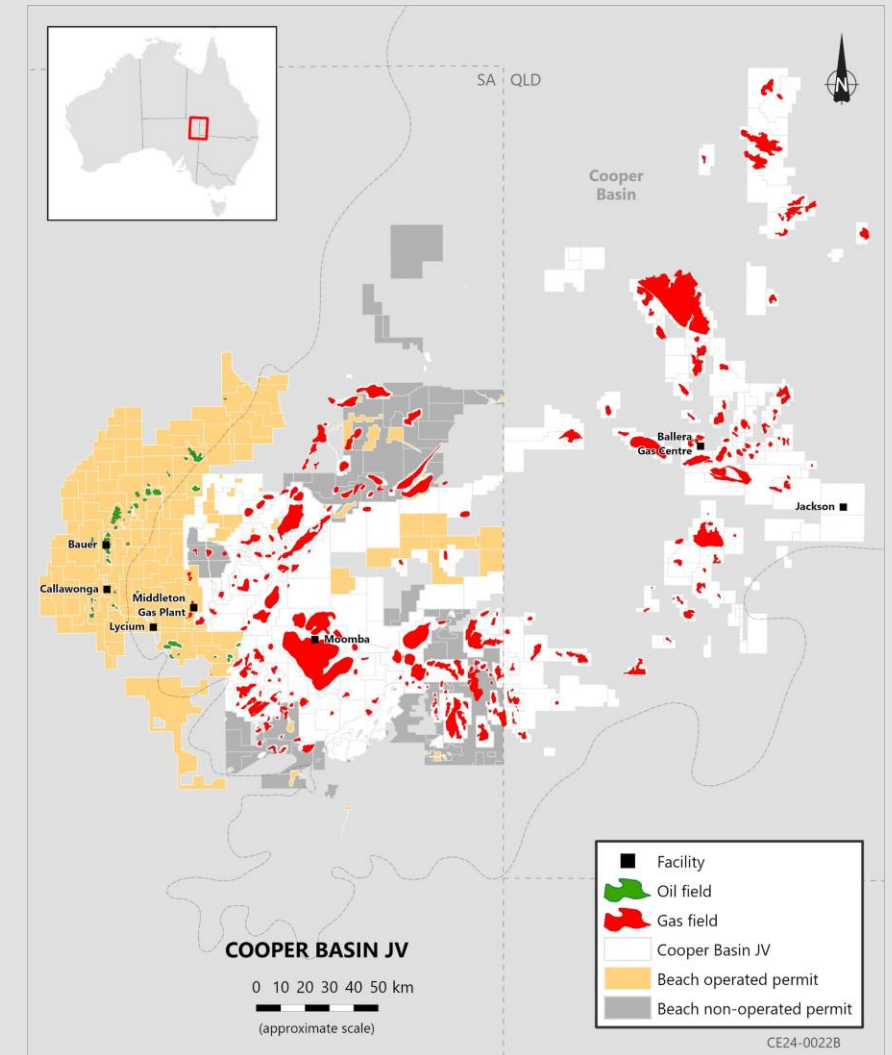 SA QLD
N
Cooper
Basin
Ballera
Gas Centre
Jackson
Bauer
Callawonga
Middleton
Gas Plant
Lycium
Moomba
COOPER BASIN JV
0 10 20 30 40 50 km
(approximate scale)
Facility
Oil field
Gas field
Cooper Basin JV
Beach operated permit
Beach non-operated permit
CE24-0022B